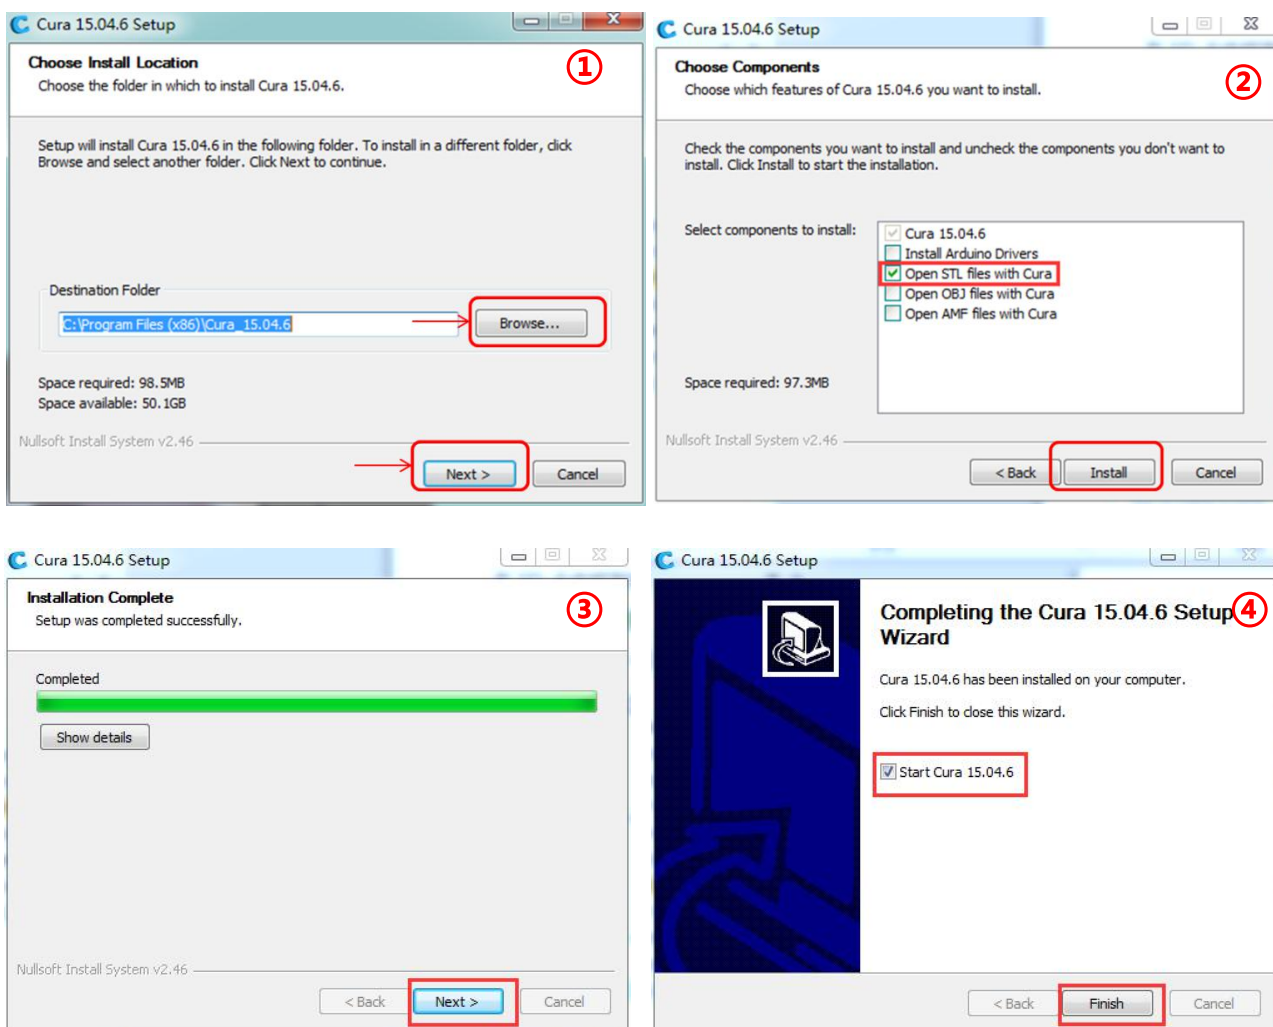 Cura 15.04.6 Setup
①
Choose Install Location
Choose the folder in which to install Cura 15.04.6.
Setup will install Cura 15.04.6 in the following folder. To install in a different folder, click
Browse and select another folder. Click Next to continue.
Destination Folder
C:\Program Files (x86)\Cura_15.04.6
Browse...
Space required: 98.5MB
Space available: 50.1GB
Nullsoft Install System v2.46
Next >
Cancel
Cura 15.04.6 Setup
②
Choose Components
Choose which features of Cura 15.04.6 you want to install.
Check the components you want to install and uncheck the components you don't want to
install. Click Install to start the installation.
Select components to install:
Cura 15.04.6
Install Arduino Drivers
Open STL files with Cura
Open OBJ files with Cura
Open AMF files with Cura
Space required: 97.3MB
Nullsoft Install System v2.46
< Back
Install
Cancel
Cura 15.04.6 Setup
③
Installation Complete
Setup was completed successfully.
Completed
Show details
Nullsoft Install System v2.46
< Back
Next >
Cancel
Cura 15.04.6 Setup
④
Completing the Cura 15.04.6 Setup
Wizard
Cura 15.04.6 has been installed on your computer.
Click Finish to close this wizard.
Start Cura 15.04.6
< Back
Finish
Cancel